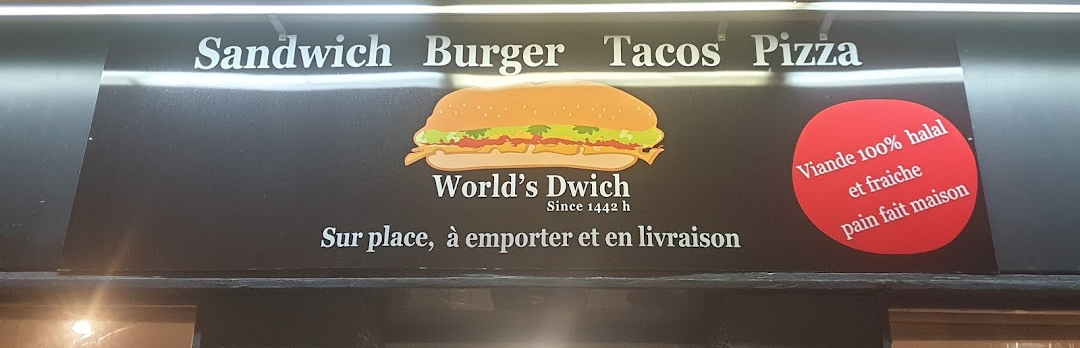 Sandwich Burger Tacos Pizza
World's Dwich
Since 1442 h
Sur place, à emporter et en livraison
Viande 100% halal
et fraiche
pain fait maison